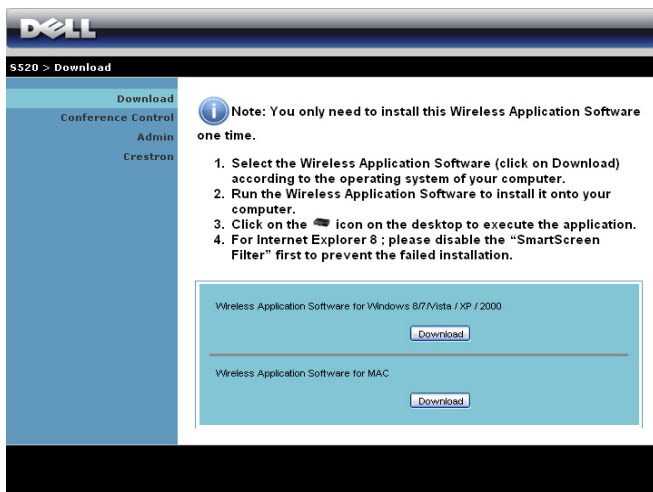 DELL
S520 > Download
Download
Conference Control
Admin
Crestron
Note: You only need to install this Wireless Application Software
one time.
1. Select the Wireless Application Software (click on Download)
according to the operating system of your computer.
2. Run the Wireless Application Software to install it onto your
computer.
3. Click on the icon on the desktop to execute the application.
4. For Internet Explorer 8 ; please disable the “SmartScreen
Filter” first to prevent the failed installation.
Wireless Application Software for Windows 8/7/Vista / XP / 2000
Download
Wireless Application Software for MAC
Download